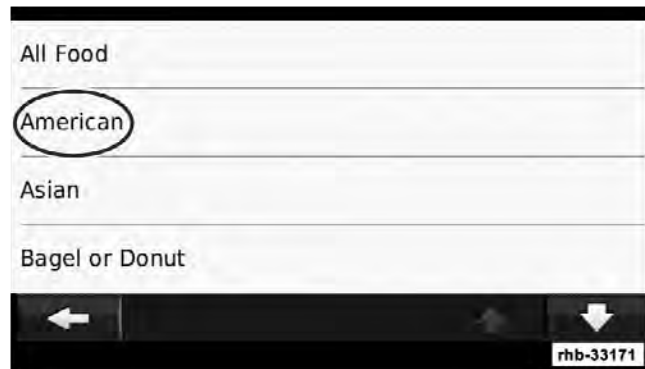 All Food
American
Asian
Bagel or Donut
rhb-33171